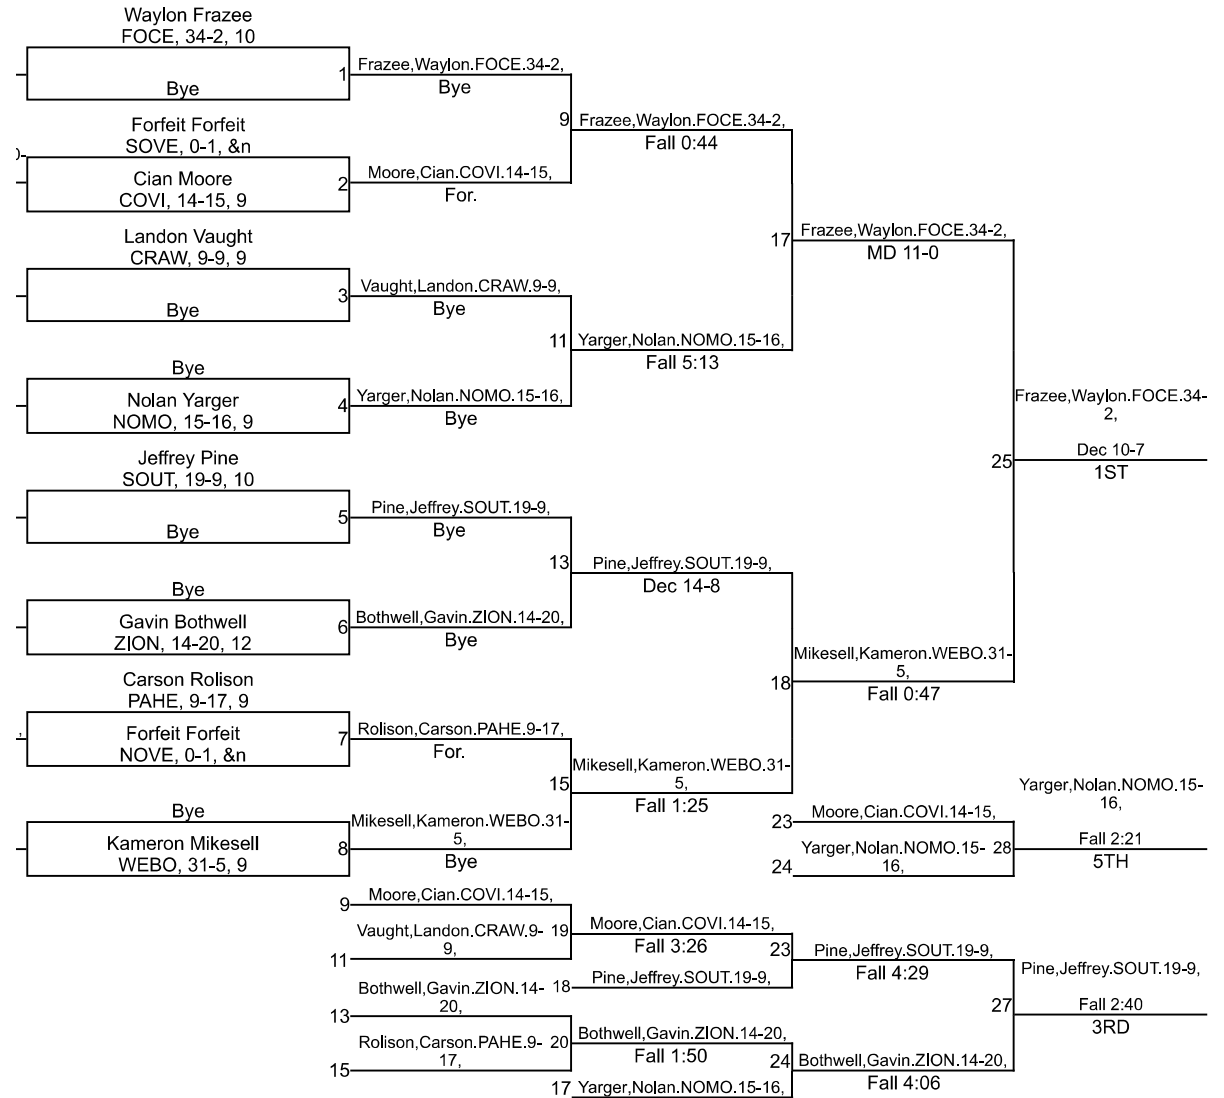 Waylon Frazee
FOCE, 34-2, 10
Bye
1
Frazee,Waylon.FOCE.34-2,
Bye
Forfeit Forfeit
SOVE, 0-1, &n
0-
Cian Moore
COVI, 14-15, 9
2
Moore,Cian.COVI.14-15,
For.
9
Frazee,Waylon.FOCE.34-2,
Fall 0:44
Landon Vaught
CRAW, 9-9, 9
Bye
3
Vaught,Landon.CRAW.9-9,
Bye
Bye
Nolan Yarger
NOMO, 15-16, 9
4
Yarger,Nolan.NOMO.15-16,
Bye
11
Yarger,Nolan.NOMO.15-16,
Fall 5:13
17
Frazee,Waylon.FOCE.34-2,
MD 11-0
Jeffrey Pine
SOUT, 19-9, 10
Bye
5
Pine,Jeffrey.SOUT.19-9,
Bye
Bye
Gavin Bothwell
ZION, 14-20, 12
6
Bothwell,Gavin.ZION.14-20,
Bye
13
Pine,Jeffrey.SOUT.19-9,
Dec 14-8
Carson Rolison
PAHE, 9-17, 9
,
Forfeit Forfeit
NOVE, 0-1, &n
7
Rolison,Carson.PAHE.9-17,
For.
Bye
Kameron Mikesell
WEBO, 31-5, 9
8
Mikesell,Kameron.WEBO.31-
5,
Bye
15
Mikesell,Kameron.WEBO.31-
5,
Fall 1:25
18
Mikesell,Kameron.WEBO.31-
5,
Fall 0:47
25
Frazee,Waylon.FOCE.34-
2,
Dec 10-7
1ST
23
Moore,Cian.COVI.14-15,
24
Yarger,Nolan.NOMO.15-
16,
28
Yarger,Nolan.NOMO.15-
16,
Fall 2:21
5TH
9
Moore,Cian.COVI.14-15,
11
Vaught,Landon.CRAW.9-
9,
19
Moore,Cian.COVI.14-15,
Fall 3:26
18
Pine,Jeffrey.SOUT.19-9,
23
Pine,Jeffrey.SOUT.19-9,
Fall 4:29
13
Bothwell,Gavin.ZION.14-
20,
15
Rolison,Carson.PAHE.9-
17,
20
Bothwell,Gavin.ZION.14-20,
Fall 1:50
17
Yarger,Nolan.NOMO.15-16,
24
Bothwell,Gavin.ZION.14-20,
Fall 4:06
27
Pine,Jeffrey.SOUT.19-9,
Fall 2:40
3RD